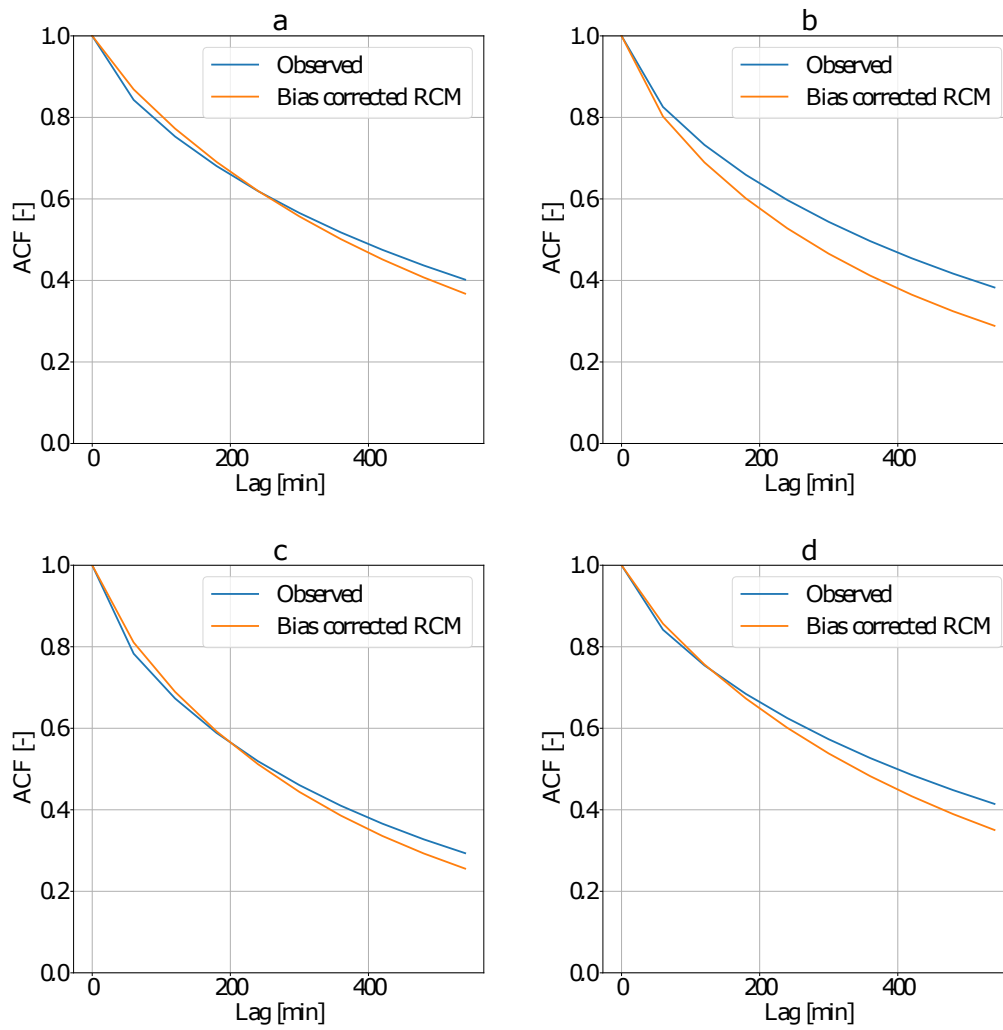 a
1.0
0.8
0.6
0.4
0.2
0.0
ACF [-]
Observed
Bias corrected RCM
0 200 400
Lag [min]
b
1.0
0.8
0.6
0.4
0.2
0.0
ACF [-]
Observed
Bias corrected RCM
0 200 400
Lag [min]
c
1.0
0.8
0.6
0.4
0.2
0.0
ACF [-]
Observed
Bias corrected RCM
0 200 400
Lag [min]
d
1.0
0.8
0.6
0.4
0.2
0.0
ACF [-]
Observed
Bias corrected RCM
0 200 400
Lag [min]